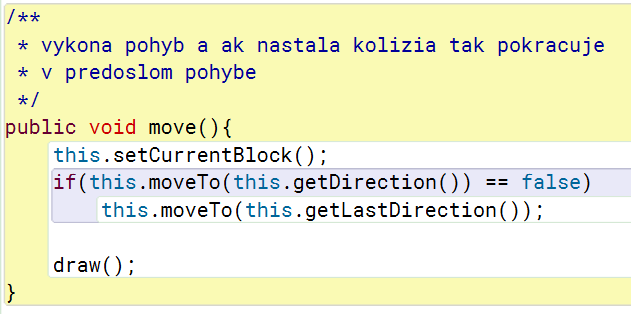 /**
 * vykona pohyb a ak nastala kolizia tak pokracuje
 * v predoslom pohybe
 */
public void move(){
    this.setCurrentBlock();
    if(this.moveTo(this.getDirection()) == false)
        this.moveTo(this.getLastDirection());

    draw();
}